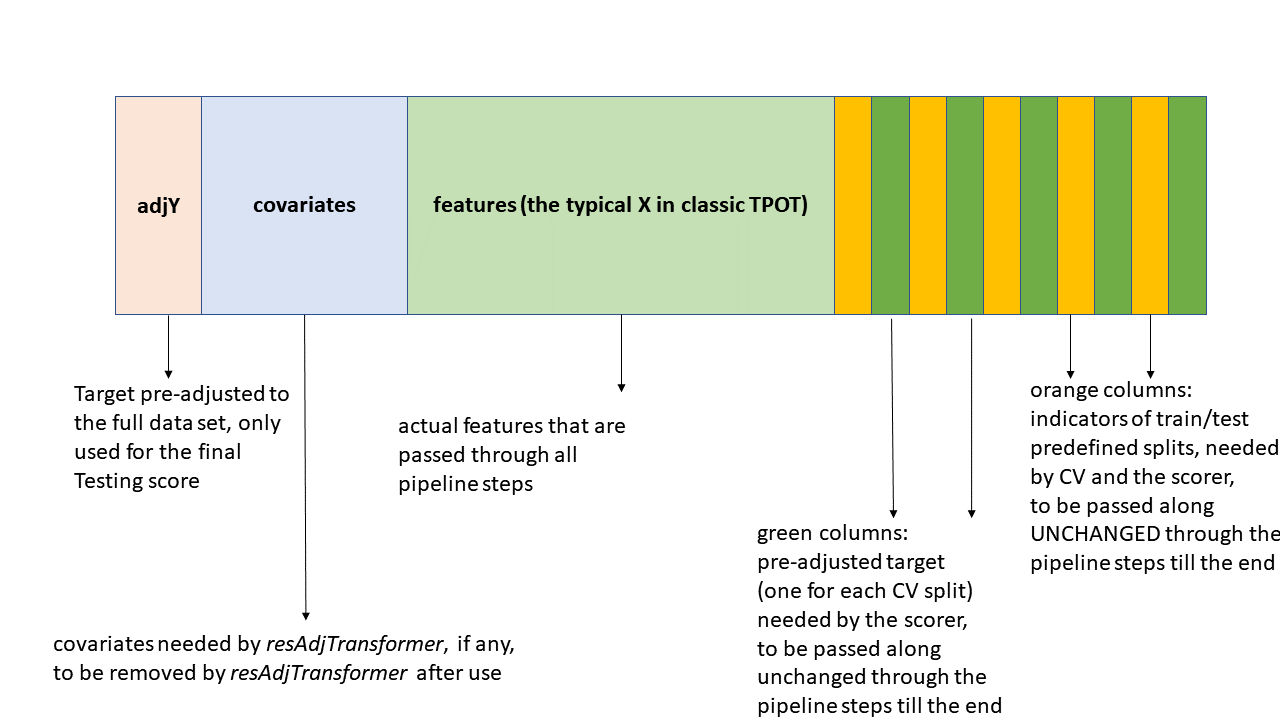 adjY
covariates
features (the typical X in classic TPOT)
Target pre-adjusted to
the full data set, only
used for the final
Testing score
actual features that are
passed through all
pipeline steps
orange columns:
indicators of train/test
predefined splits, needed
by CV and the scorer,
to be passed along
UNCHANGED through the
pipeline steps till the end
green columns:
pre-adjusted target
(one for each CV split)
needed by the scorer,
to be passed along
unchanged through the
pipeline steps till the end
covariates needed by resAdjTransformer, if any,
to be removed by resAdjTransformer after use